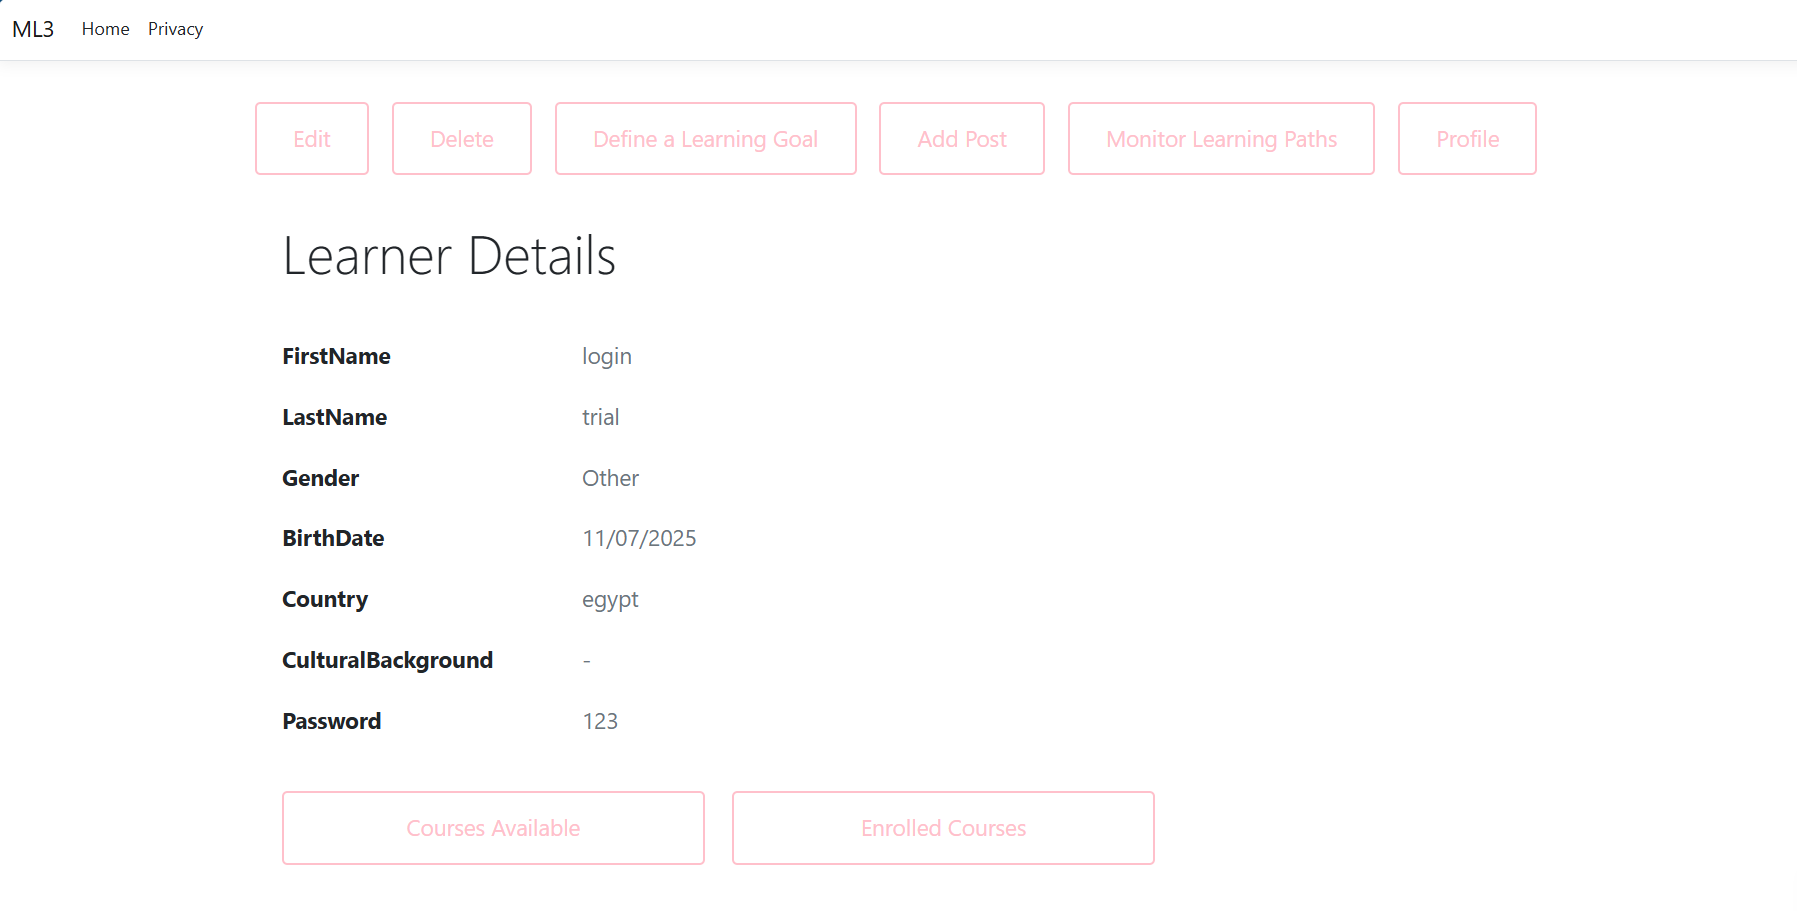 ML3 Home Privacy
Edit Delete Define a Learning Goal Add Post Monitor Learning Paths Profile
Learner Details
FirstName login
LastName trial
Gender Other
BirthDate 11/07/2025
Country egypt
CulturalBackground -
Password 123
Courses Available Enrolled Courses